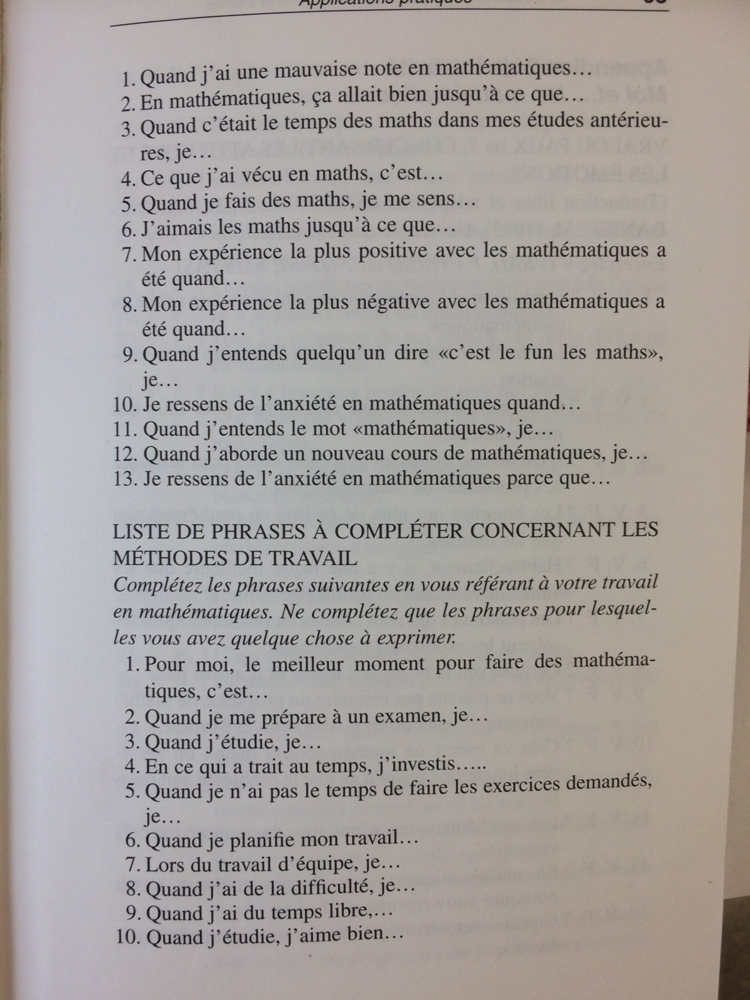 Applications pratiques
1. Quand j'ai une mauvaise note en mathématiques…
2. En mathématiques, ça allait bien jusqu'à ce que…
3. Quand c'était le temps des maths dans mes études antérieu-
res, je…
4. Ce que j'ai vécu en maths, c'est…
5. Quand je fais des maths, je me sens…
6. J'aimais les maths jusqu'à ce que…
7. Mon expérience la plus positive avec les mathématiques a
été quand…
8. Mon expérience la plus négative avec les mathématiques a
été quand…
9. Quand j'entends quelqu'un dire «c'est le fun les maths»,
je…
10. Je ressens de l'anxiété en mathématiques quand…
11. Quand j'entends le mot «mathématiques», je…
12. Quand j'aborde un nouveau cours de mathématiques, je…
13. Je ressens de l'anxiété en mathématiques parce que…
LISTE DE PHRASES À COMPLÉTER CONCERNANT LES
MÉTHODES DE TRAVAIL
Complétez les phrases suivantes en vous référant à votre travail
en mathématiques. Ne complétez que les phrases pour lesquel-
les vous avez quelque chose à exprimer.
1. Pour moi, le meilleur moment pour faire des mathéma-
tiques, c'est…
2. Quand je me prépare à un examen, je…
3. Quand j'étudie, je…
4. En ce qui a trait au temps, j'investis…..
5. Quand je n'ai pas le temps de faire les exercices demandés,
je…
6. Quand je planifie mon travail…
7. Lors du travail d'équipe, je…
8. Quand j'ai de la difficulté, je…
9. Quand j'ai du temps libre,…
10. Quand j'étudie, j'aime bien…